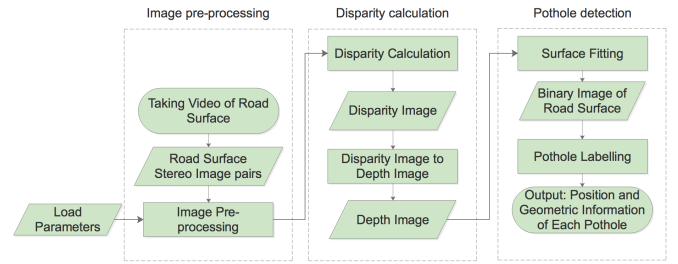 Image pre-processing
Disparity calculation
Pothole detection
Taking Video of Road
Surface
Road Surface
Stereo Image pairs
Load
Parameters
Image Pre-
processing
Disparity Calculation
Disparity Image
Disparity Image to
Depth Image
Depth Image
Surface Fitting
Binary Image of
Road Surface
Pothole Labelling
Output: Position and
Geometric Information
of Each Pothole